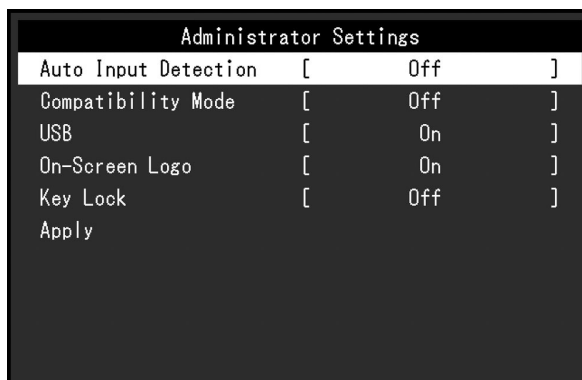 Administrator Settings
Auto Input Detection [ Off ]
Compatibility Mode [ Off ]
USB [ On ]
On-Screen Logo [ On ]
Key Lock [ Off ]
Apply